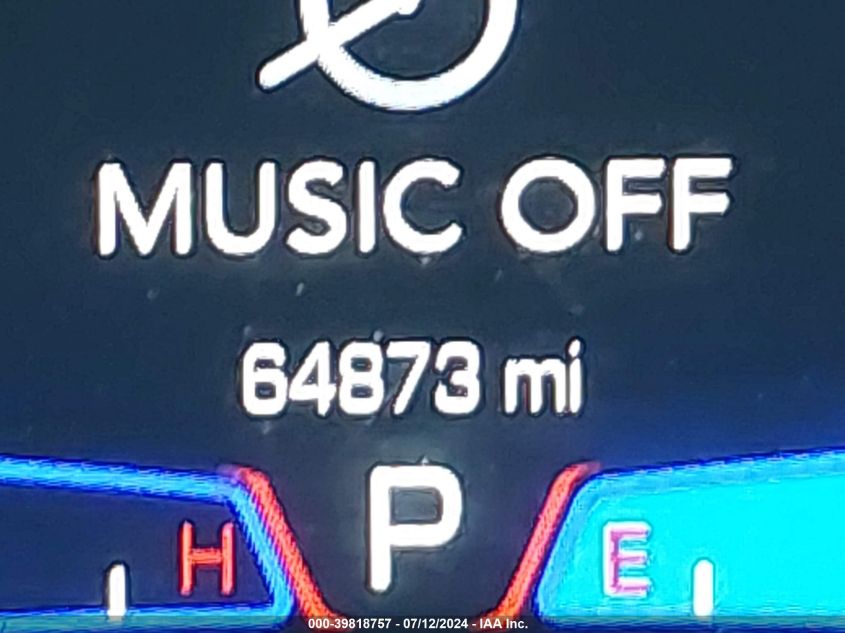 MUSIC OFF
64873 mi
P
H E
000-39818757 - 07/12/2024 - IAA Inc.